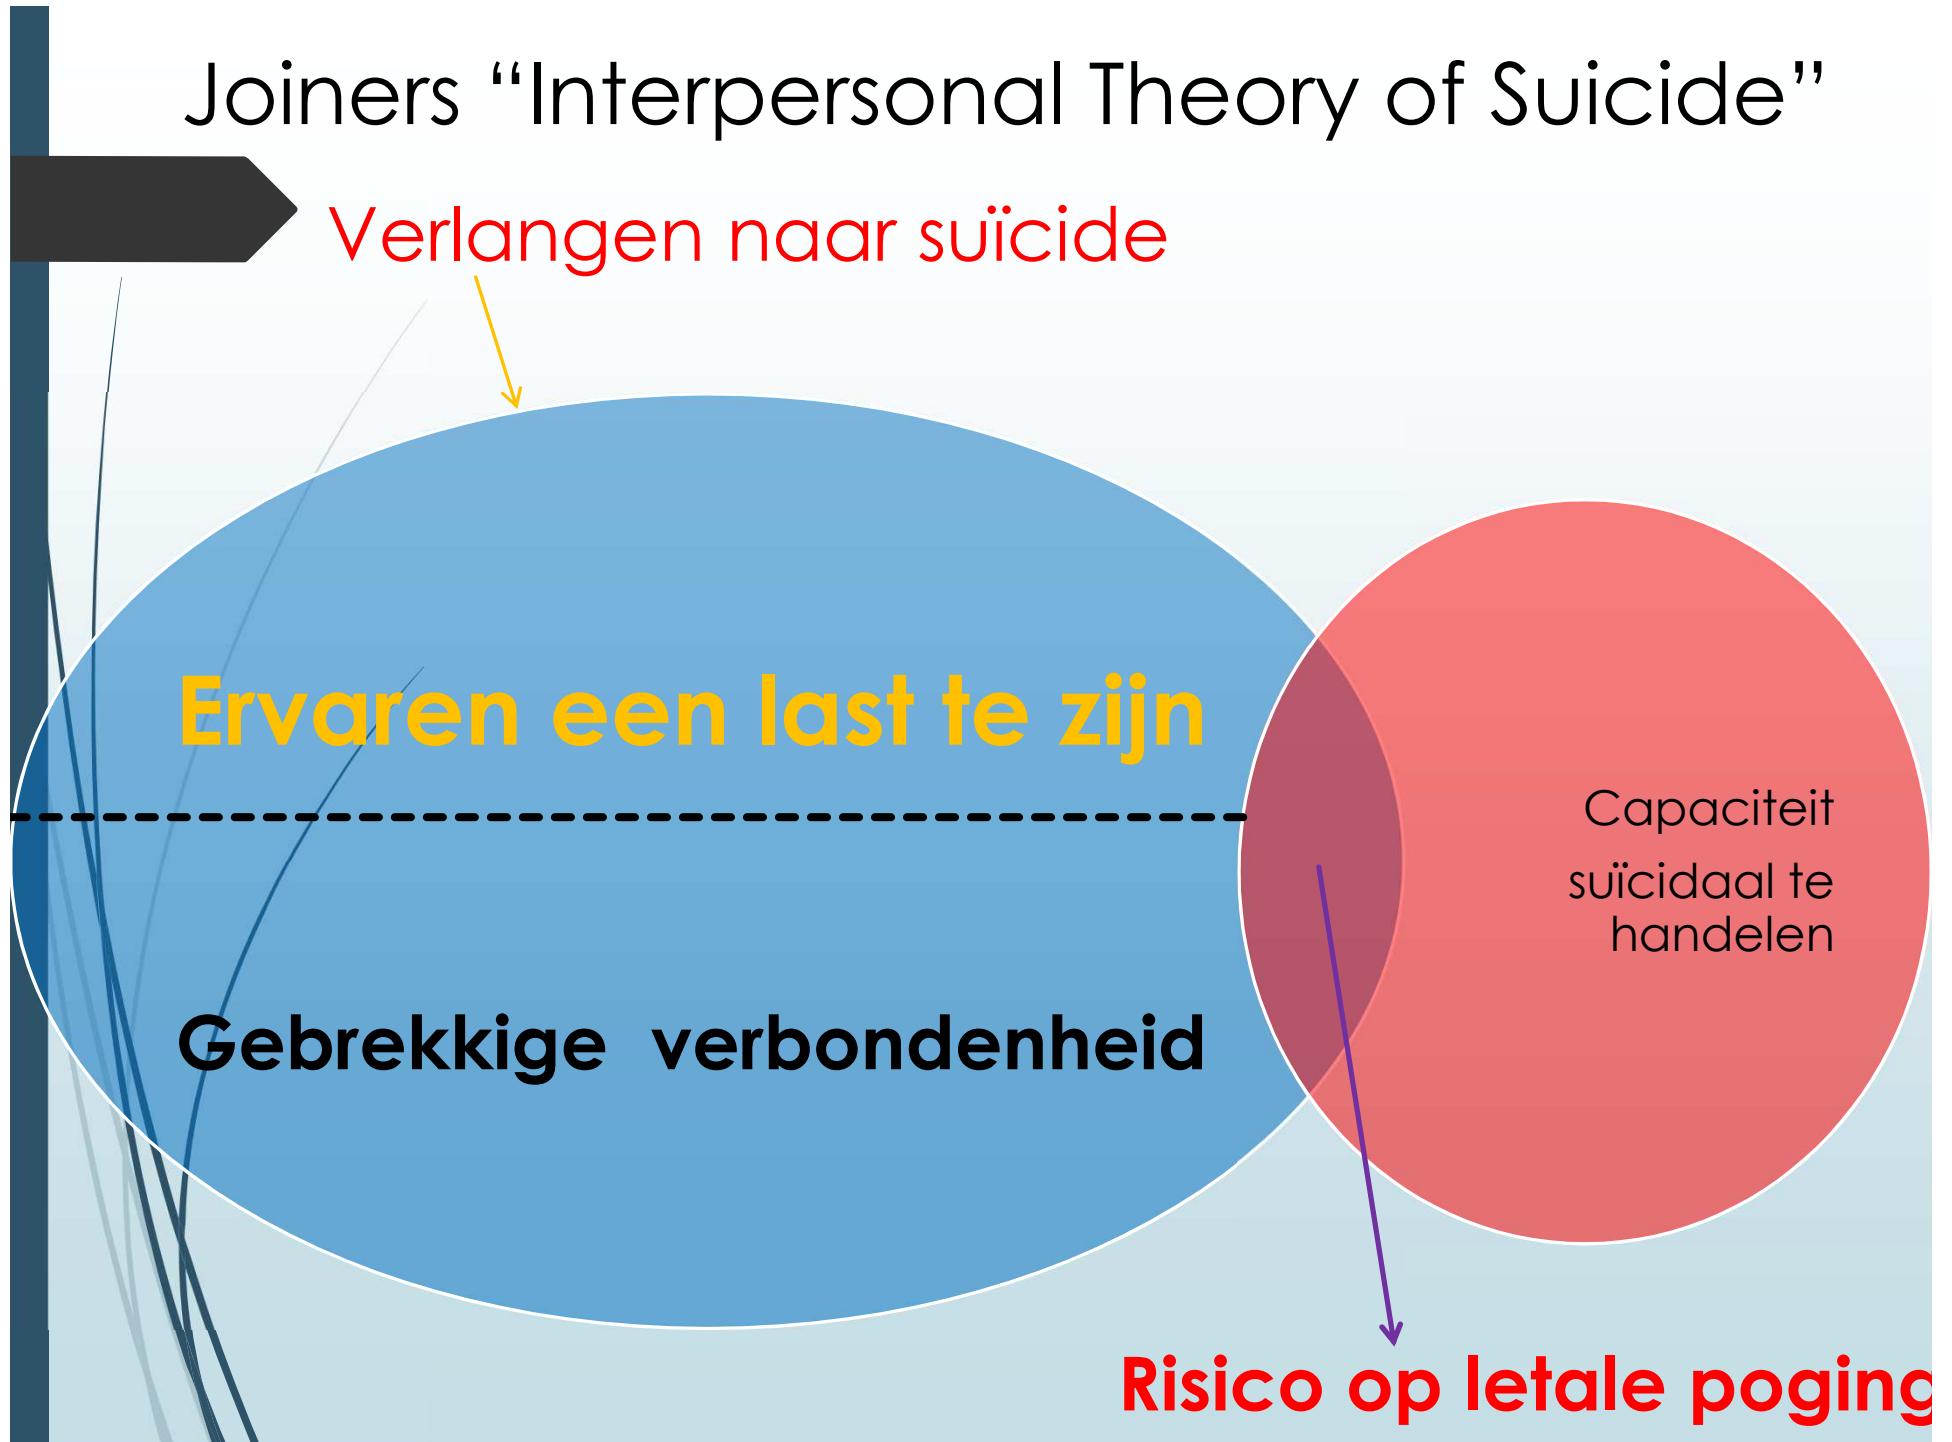 Joiners “Interpersonal Theory of Suicide”
Verlangen naar suïcide
Ervaren een last te zijn
Gebrekkige verbondenheid
Capaciteit
suïcidaal te
handelen
Risico op letale poging